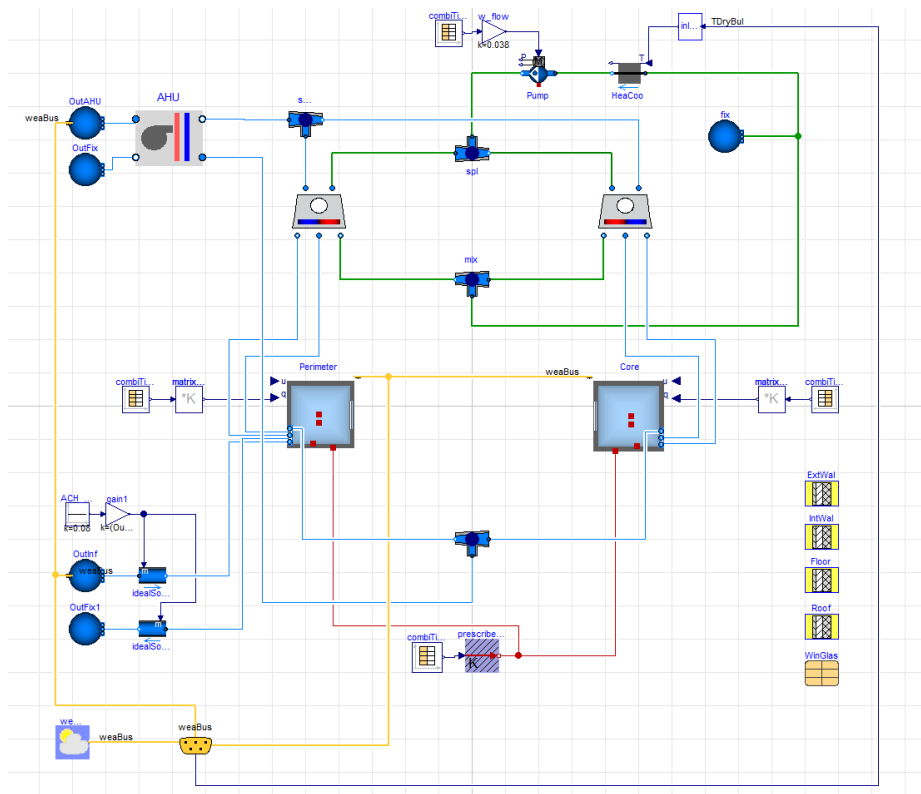 combiTi...
w_flow
k=0.038
P
M
Pump
T
HeaCoo
inl...
TDryBul
OutAHU
weaBus
AHU
s...
fix
OutFix
spl
mix
Perimeter
weaBus
Core
combiTi...
matrix...
*K
u
q
u
q
matrix...
*K
combiTi...
ACH_...
k=0.08
gain1
k=(Ou...
ExtWal
IntWal
Floor
Roof
WinGlas
OutInf
weaBus
m
idealSo...
OutFix1
m
idealSo...
combiTi...
prescribe...
K
we...
weaBus
weaBus